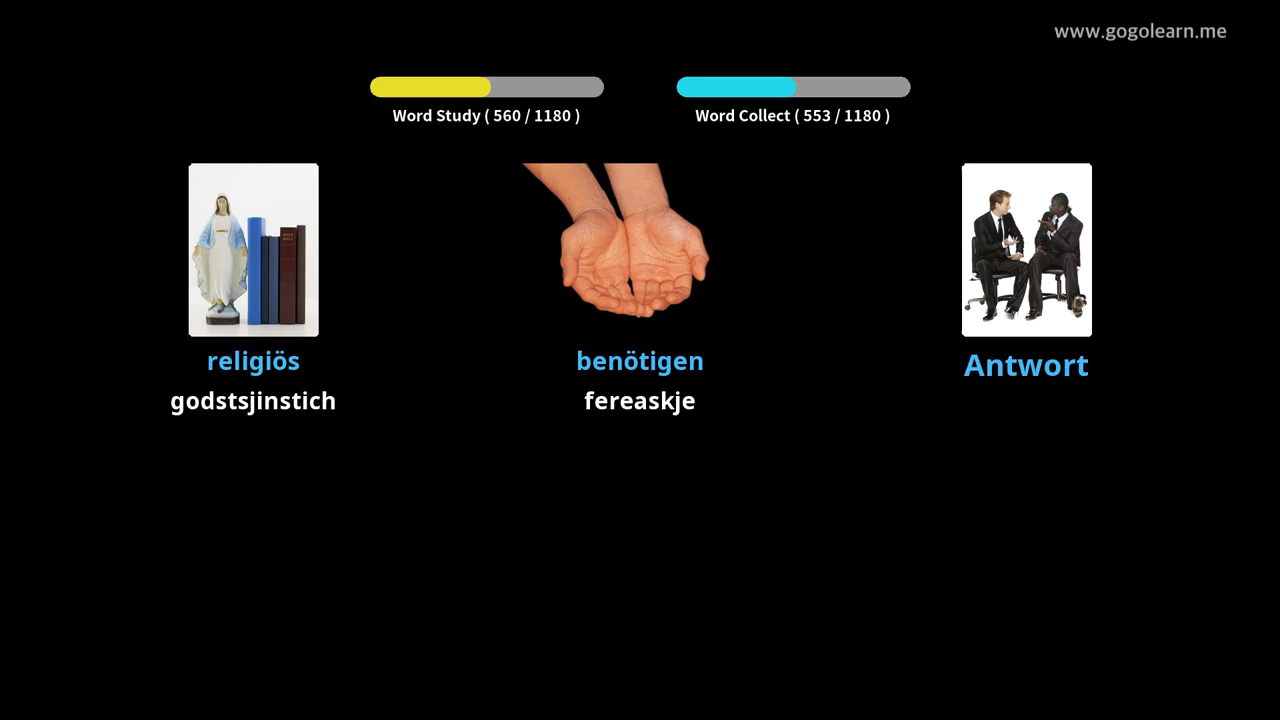 www.gogolearn.me
Word Study ( 560 / 1180 )
Word Collect ( 553 / 1180 )
religiös
benötigen
Antwort
godstsjinstich
fereaskje